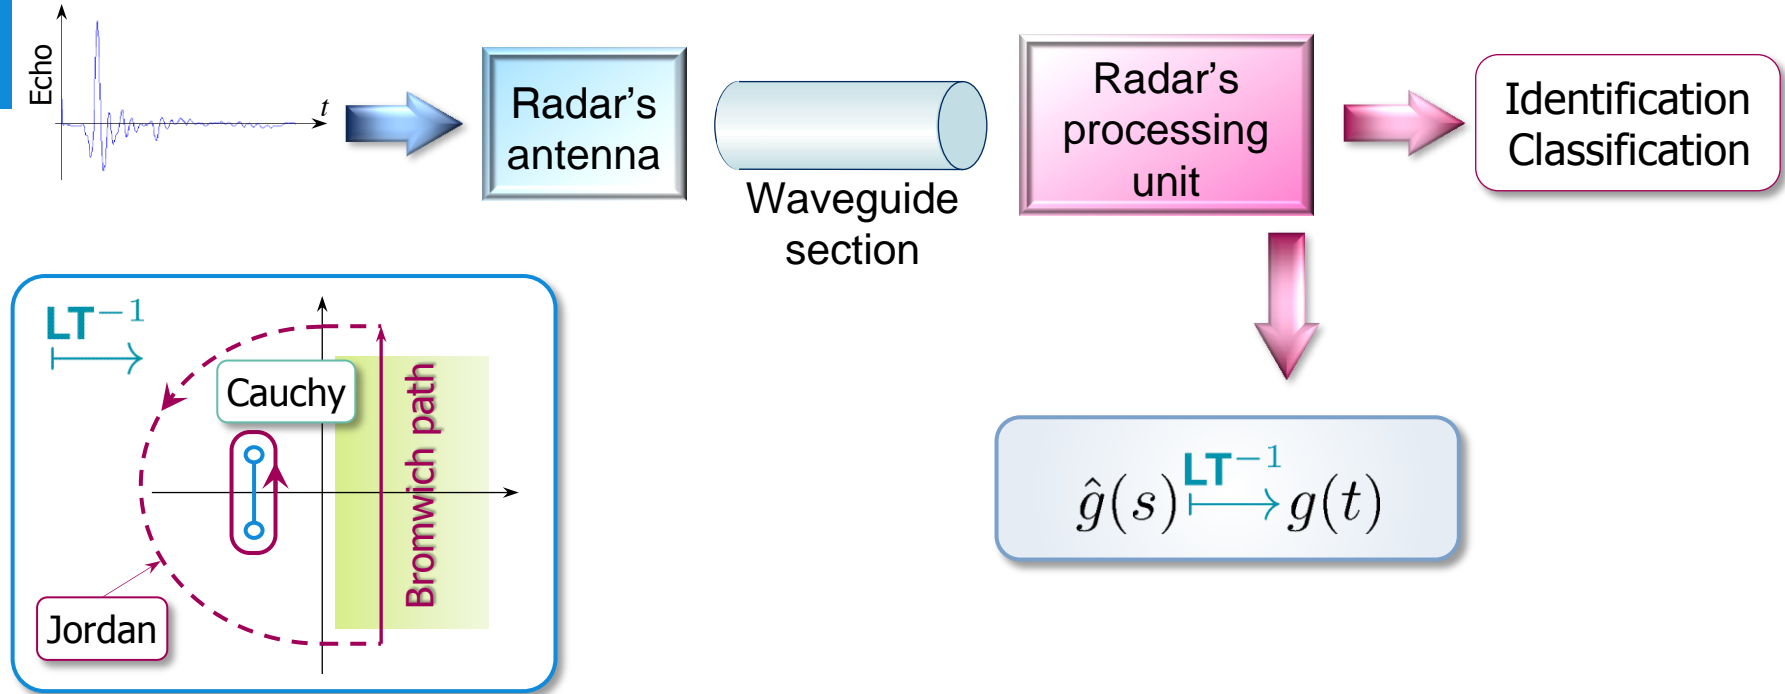 Echo
t
Radar's
antenna
Waveguide
section
Radar's
processing
unit
Identification
Classification
LT⁻¹
Cauchy
Bromwich path
Jordan
ĝ(s) LT⁻¹ ⟼ g(t)